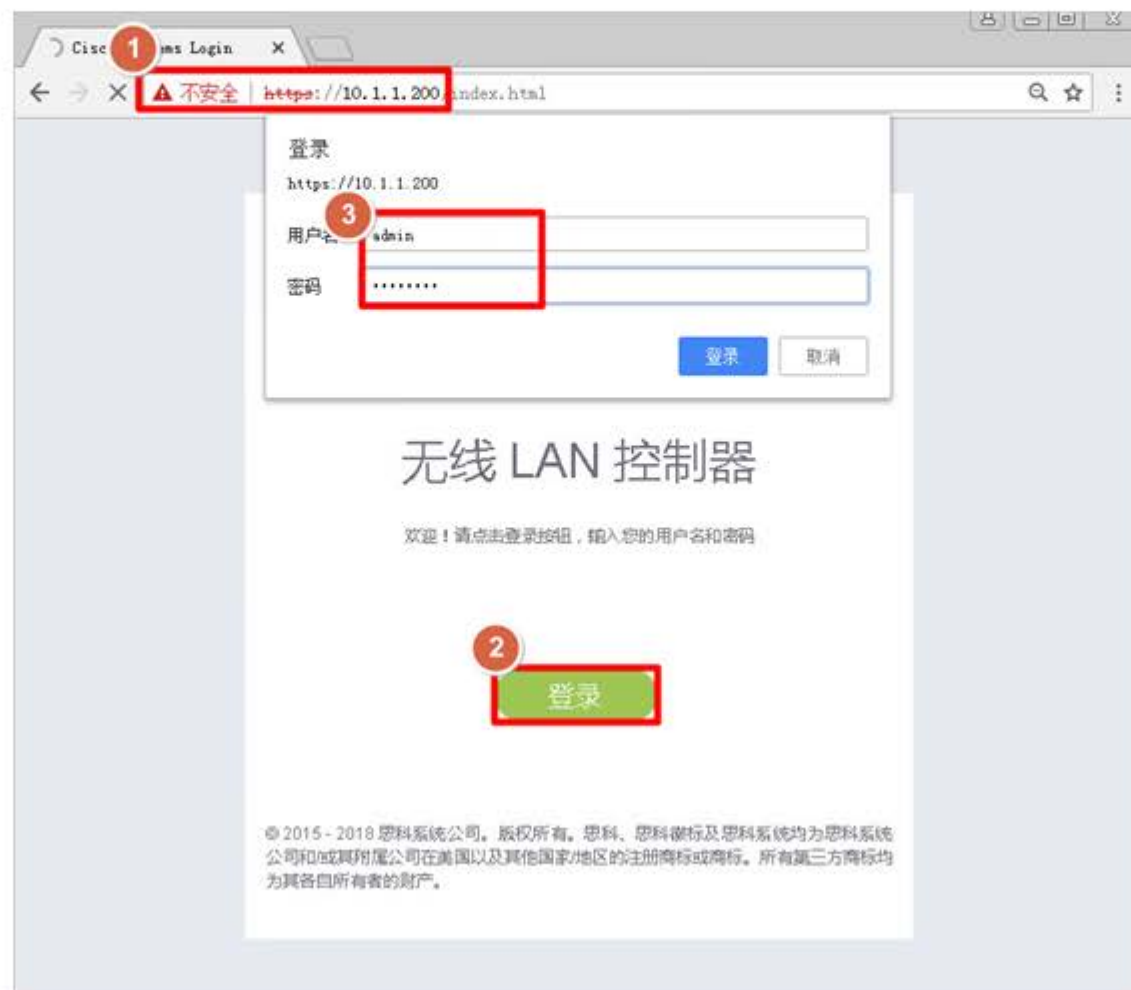 Cisc
ms Login
1
不安全
https://10.1.1.200/index.html
登录
https://10.1.1.200
3
用户名
admin
密码
••••••••
登录
取消
无线 LAN 控制器
欢迎！请点击登录按钮，输入您的用户名和密码
2
登录
© 2015 - 2018 思科系统公司。版权所有。思科、思科徽标及思科系统均为思科系统
公司和/或其附属公司在美国以及其他国家/地区的注册商标或商标。所有第三方商标均
为其各自所有者的财产。